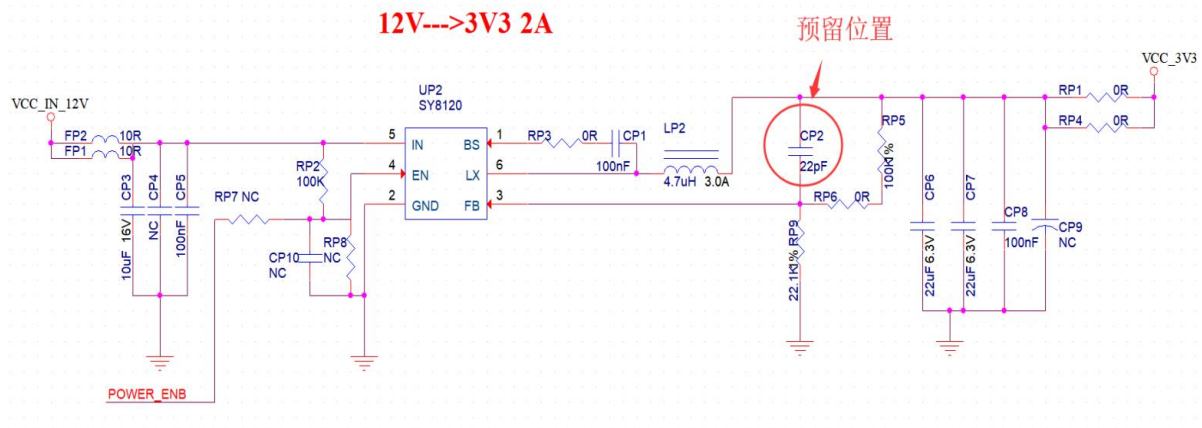 12V--->3V3 2A
预留位置
VCC_3V3
VCC_IN_12V
UP2
SY8120
FP2 10R
FP1 10R
CP3
10uF 16V
CP4
NC
CP5
100nF
RP2
100K
RP7 NC
CP10
NC
RP8
NC
5 IN
4 EN
2 GND
BS 1
LX 6
FB 3
RP3 0R
CP1
100nF
LP2
4.7uH 3.0A
CP2
22pF
RP5
100K1%
RP6 0R
RP9
22.1K1%
CP6
22uF 6.3V
CP7
22uF 6.3V
CP8
100nF
CP9
NC
RP1 0R
RP4 0R
POWER_ENB